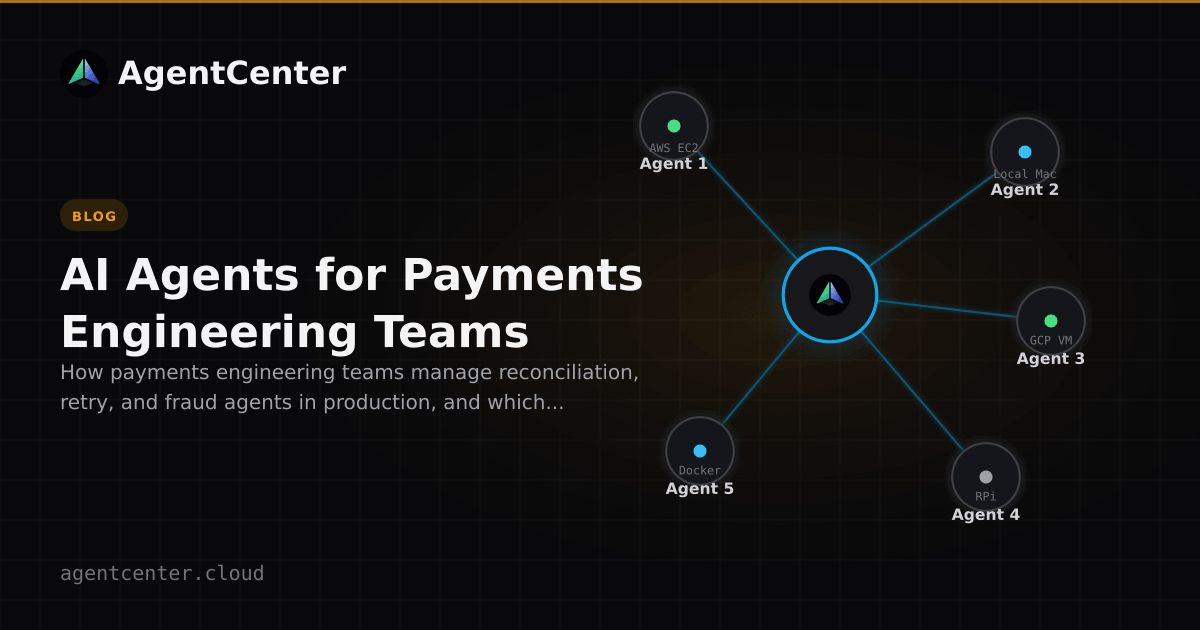 AgentCenter
BLOG
AI Agents for Payments
Engineering Teams
How payments engineering teams manage reconciliation,
retry, and fraud agents in production, and which...
agentcenter.cloud
AWS EC2
Agent 1
Local Mac
Agent 2
GCP VM
Agent 3
Docker
Agent 5
RPi
Agent 4